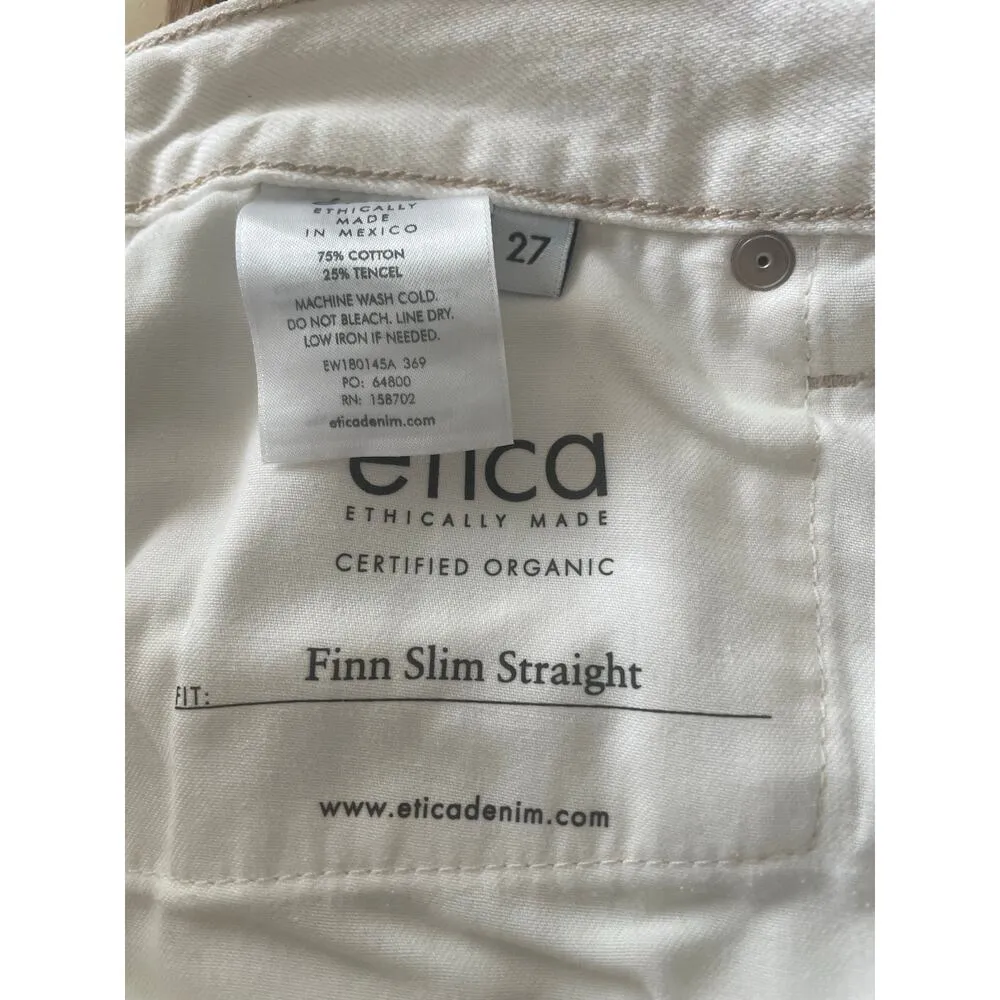 ETHICALLY
MADE
IN MEXICO
75% COTTON
25% TENCEL
MACHINE WASH COLD.
DO NOT BLEACH. LINE DRY.
LOW IRON IF NEEDED.
EW180145A 369
PO: 64800
RN: 158702
eticadenim.com
27
etica
ETHICALLY MADE
CERTIFIED ORGANIC
FIT: Finn Slim Straight
www.eticadenim.com